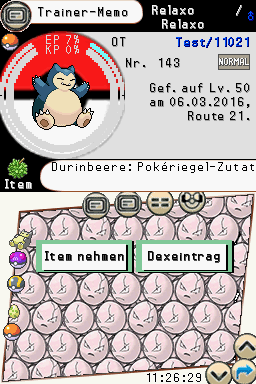 Trainer-Memo
Relaxo /
Relaxo
EP 7%
KP 0%
OT Test/11021
Nr. 143 NORMAL
Gef. auf Lv. 50
am 06.03.2016,
Route 21.
Durinbeere: Pokériegel-Zutat
Item
Item nehmen
Dexeintrag
11:26:29